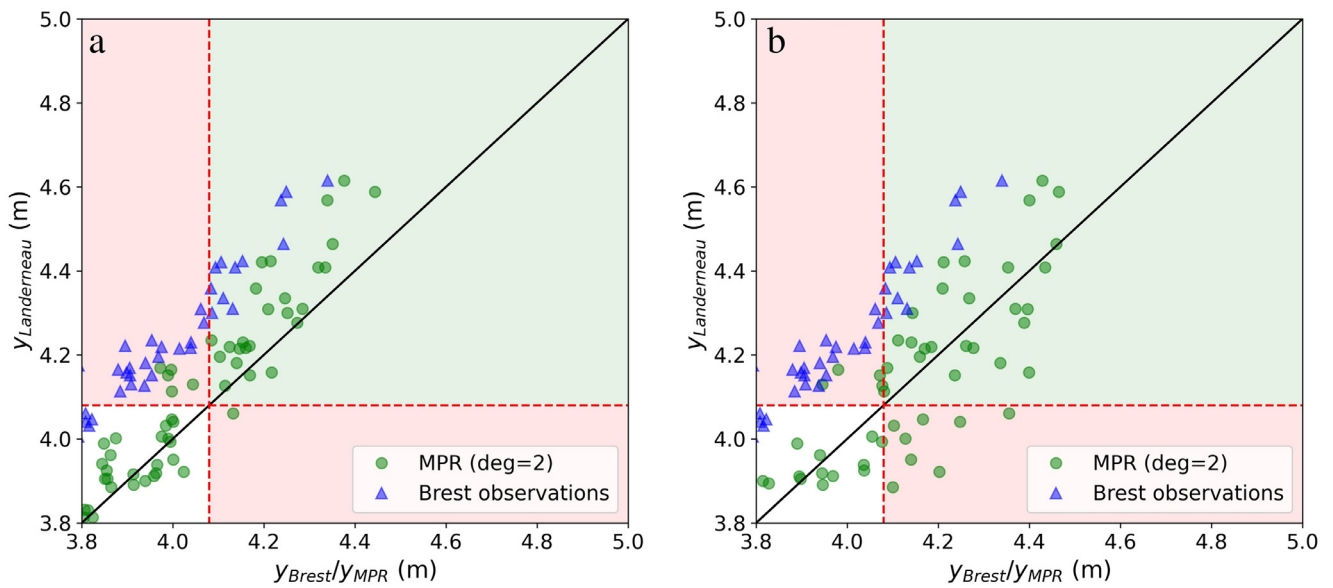 a
5.0
4.8
4.6
4.4
4.2
4.0
3.8
y_Landerneau (m)
3.8 4.0 4.2 4.4 4.6 4.8 5.0
y_Brest/y_MPR (m)
MPR (deg=2)
Brest observations
b
5.0
4.8
4.6
4.4
4.2
4.0
3.8
y_Landerneau (m)
3.8 4.0 4.2 4.4 4.6 4.8 5.0
y_Brest/y_MPR (m)
MPR (deg=2)
Brest observations